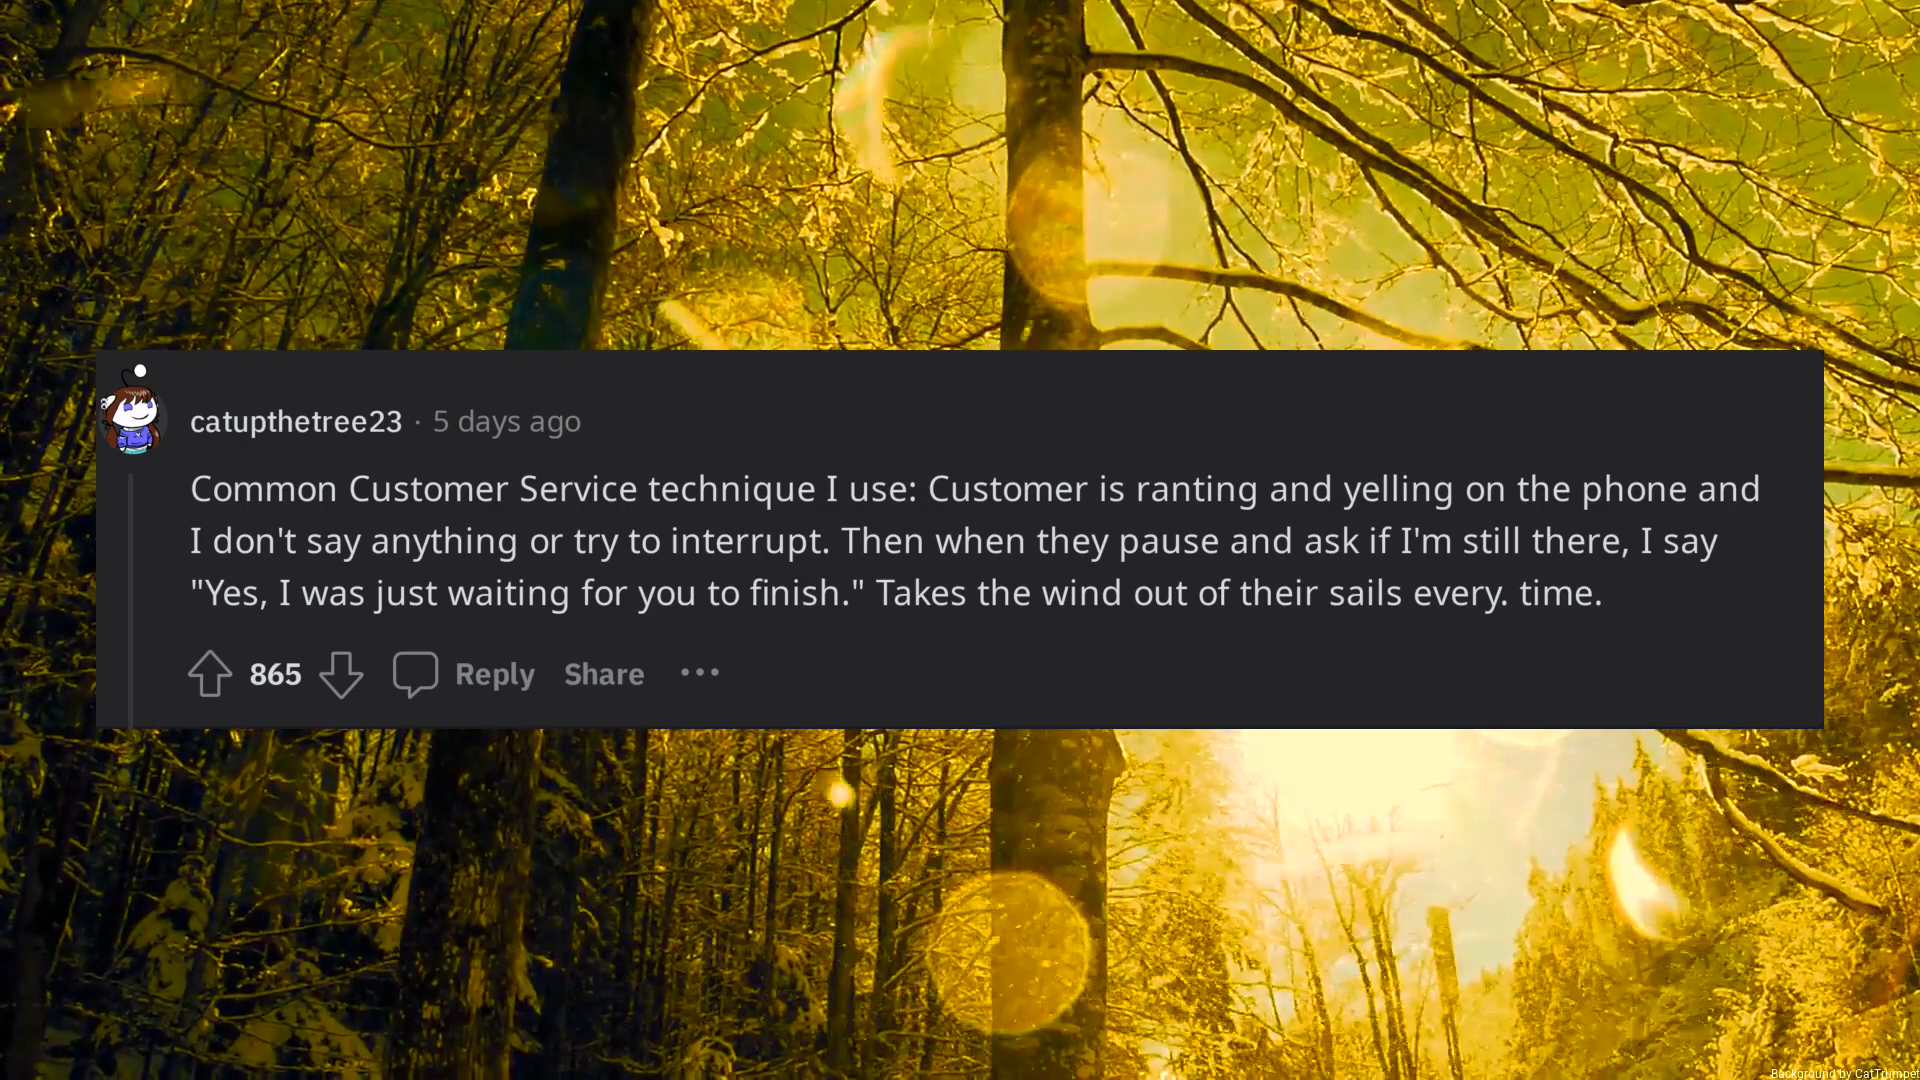 catupthetree23 · 5 days ago
Common Customer Service technique I use: Customer is ranting and yelling on the phone and
I don't say anything or try to interrupt. Then when they pause and ask if I'm still there, I say
"Yes, I was just waiting for you to finish." Takes the wind out of their sails every. time.
865 Reply Share •••
Background by CatTrumpet